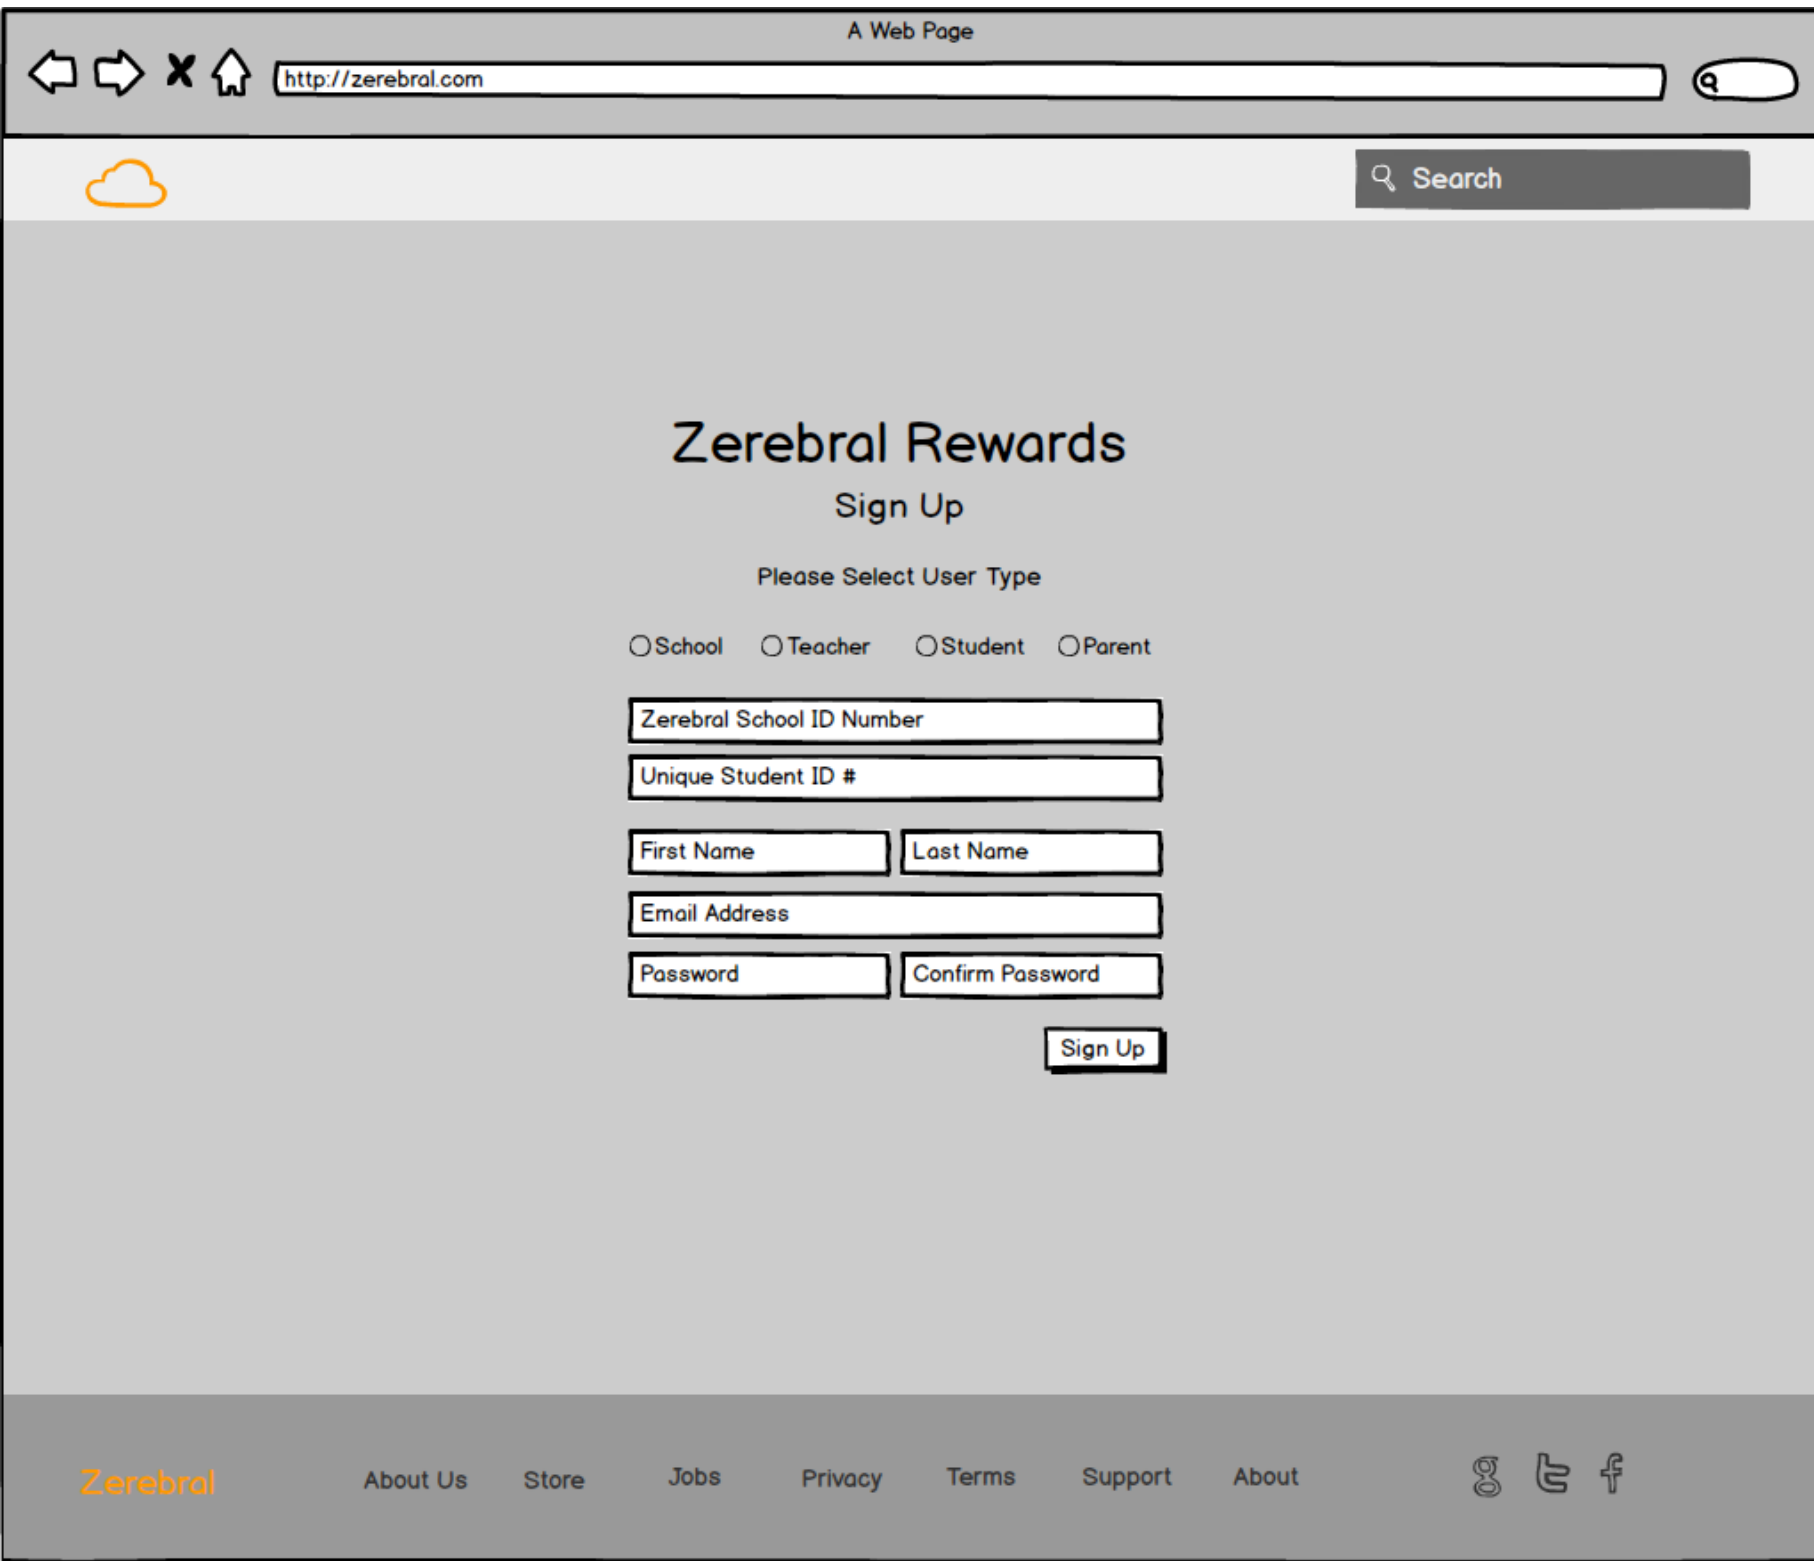 A Web Page
http://zerebral.com
Search
Zerebral Rewards
Sign Up
Please Select User Type
School Teacher Student Parent
Zerebral School ID Number
Unique Student ID #
First Name Last Name
Email Address
Password Confirm Password
Sign Up
Zerebral About Us Store Jobs Privacy Terms Support About